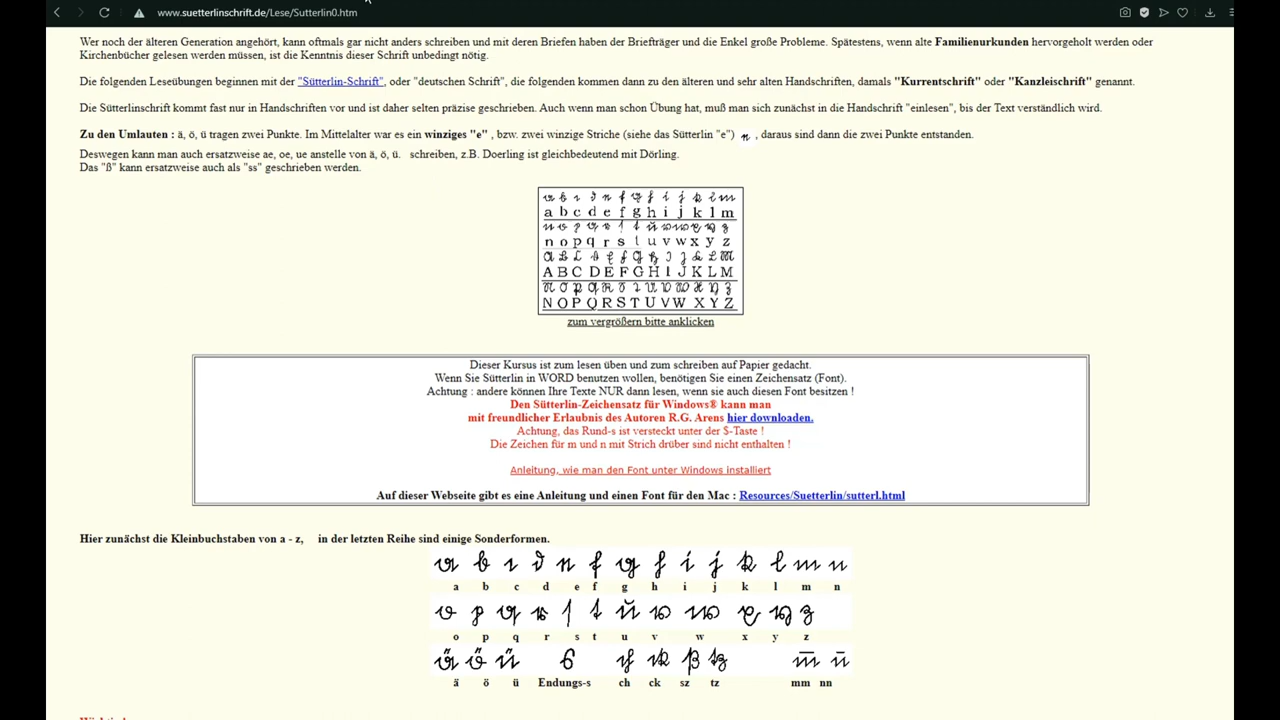 www.suetterlinschrift.de/Lese/Sutterlin0.htm
Wer noch der älteren Generation angehört, kann oftmals gar nicht anders schreiben und mit deren Briefen haben der Briefträger und die Enkel große Probleme. Spätestens, wenn alte Familienurkunden hervorgeholt werden oder
Kirchenbücher gelesen werden müssen, ist die Kenntnis dieser Schrift unbedingt nötig.
Die folgenden Leseübungen beginnen mit der "Sütterlin-Schrift", oder "deutschen Schrift", die folgenden kommen dann zu den älteren und sehr alten Handschriften, damals "Kurrentschrift" oder "Kanzleischrift" genannt.
Die Sütterlinschrift kommt fast nur in Handschriften vor und ist daher selten präzise geschrieben. Auch wenn man schon Übung hat, muß man sich zunächst in die Handschrift "einlesen", bis der Text verständlich wird.
Zu den Umlauten : ä, ö, ü tragen zwei Punkte. Im Mittelalter war es ein winziges "e" , bzw. zwei winzige Striche (siehe das Sütterlin "e") e , daraus sind dann die zwei Punkte entstanden.
Deswegen kann man auch ersatzweise ae, oe, ue anstelle von ä, ö, ü. schreiben, z.B. Doerling ist gleichbedeutend mit Dörling.
Das "ß" kann ersatzweise auch als "ss" geschrieben werden.
a b c d e f g h i j k l m
a b c d e f g h i j k l m
n o p q r s t u v w x y z
n o p q r s t u v w x y z
A B C D E F G H I J K L M
A B C D E F G H I J K L M
N O P Q R S T U V W X Y Z
N O P Q R S T U V W X Y Z
zum vergrößern bitte anklicken
Dieser Kursus ist zum lesen üben und zum schreiben auf Papier gedacht.
Wenn Sie Sütterlin in WORD benutzen wollen, benötigen Sie einen Zeichensatz (Font).
Achtung : andere können Ihre Texte NUR dann lesen, wenn sie auch diesen Font besitzen !
Den Sütterlin-Zeichensatz für Windows® kann man
mit freundlicher Erlaubnis des Autoren R.G. Arens hier downloaden.
Achtung, das Rund-s ist versteckt unter der $-Taste !
Die Zeichen für m und n mit Strich drüber sind nicht enthalten !
Anleitung, wie man den Font unter Windows installiert
Auf dieser Webseite gibt es eine Anleitung und einen Font für den Mac : Resources/Suetterlin/sutterl.html
Hier zunächst die Kleinbuchstaben von a - z, in der letzten Reihe sind einige Sonderformen.
a b c d e f g h i j k l m n
a b c d e f g h i j k l m n
o p q r s t u v w x y z
o p q r s t u v w x y z
ä ö ü s ch ck ß tz m̅ n̅
ä ö ü Endungs-s ch ck sz tz mm nn